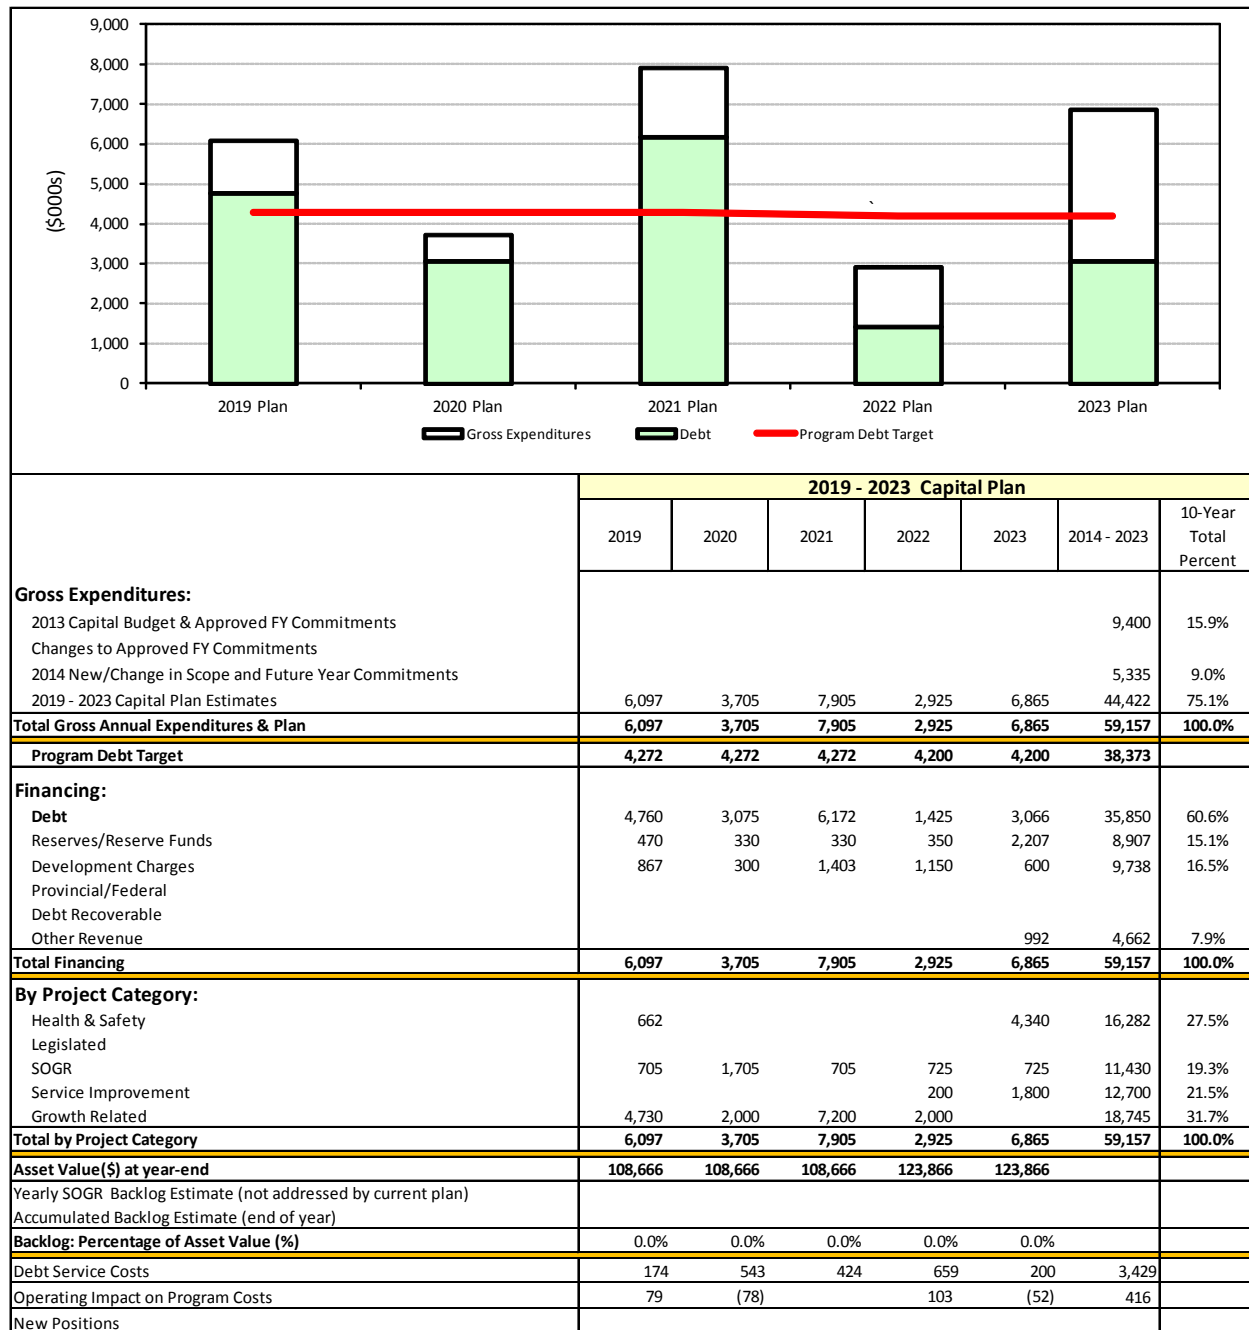 9,000
8,000
7,000
6,000
5,000
4,000
3,000
2,000
1,000
0
($000s)
`
2019 Plan 2020 Plan 2021 Plan 2022 Plan 2023 Plan
Gross Expenditures Debt Program Debt Target
2019 - 2023 Capital Plan
2019 2020 2021 2022 2023 2014 - 2023 10-Year
Total
Percent
Gross Expenditures:
2013 Capital Budget & Approved FY Commitments 9,400 15.9%
Changes to Approved FY Commitments
2014 New/Change in Scope and Future Year Commitments 5,335 9.0%
2019 - 2023 Capital Plan Estimates 6,097 3,705 7,905 2,925 6,865 44,422 75.1%
Total Gross Annual Expenditures & Plan 6,097 3,705 7,905 2,925 6,865 59,157 100.0%
Program Debt Target 4,272 4,272 4,272 4,200 4,200 38,373
Financing:
Debt 4,760 3,075 6,172 1,425 3,066 35,850 60.6%
Reserves/Reserve Funds 470 330 330 350 2,207 8,907 15.1%
Development Charges 867 300 1,403 1,150 600 9,738 16.5%
Provincial/Federal
Debt Recoverable
Other Revenue 992 4,662 7.9%
Total Financing 6,097 3,705 7,905 2,925 6,865 59,157 100.0%
By Project Category:
Health & Safety 662 4,340 16,282 27.5%
Legislated
SOGR 705 1,705 705 725 725 11,430 19.3%
Service Improvement 200 1,800 12,700 21.5%
Growth Related 4,730 2,000 7,200 2,000 18,745 31.7%
Total by Project Category 6,097 3,705 7,905 2,925 6,865 59,157 100.0%
Asset Value($) at year-end 108,666 108,666 108,666 123,866 123,866
Yearly SOGR Backlog Estimate (not addressed by current plan)
Accumulated Backlog Estimate (end of year)
Backlog: Percentage of Asset Value (%) 0.0% 0.0% 0.0% 0.0% 0.0%
Debt Service Costs 174 543 424 659 200 3,429
Operating Impact on Program Costs 79 (78) 103 (52) 416
New Positions